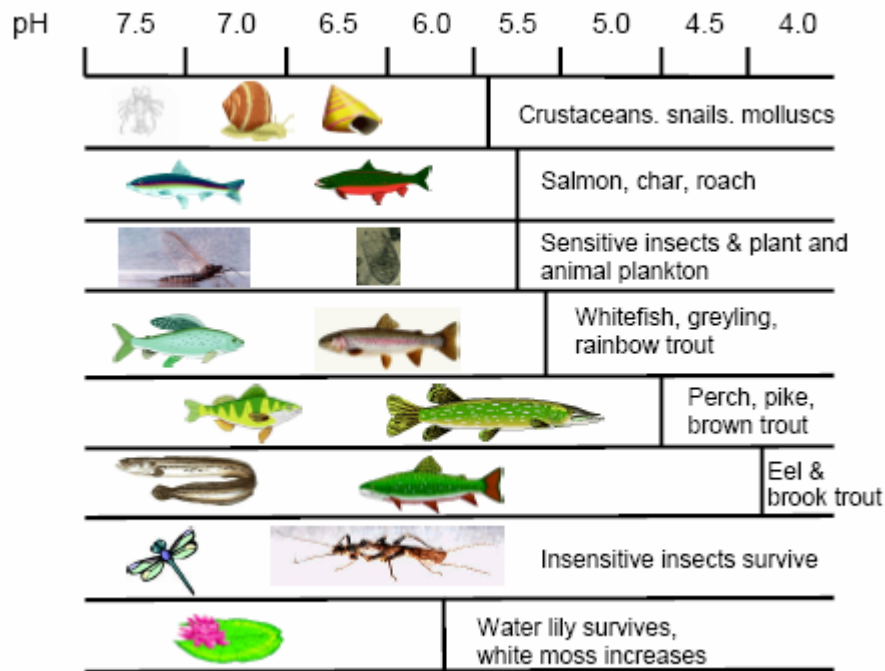 pH 7.5 7.0 6.5 6.0 5.5 5.0 4.5 4.0
Crustaceans. snails. molluscs
Salmon, char, roach
Sensitive insects & plant and
animal plankton
Whitefish, greyling,
rainbow trout
Perch, pike,
brown trout
Eel &
brook trout
Insensitive insects survive
Water lily survives,
white moss increases